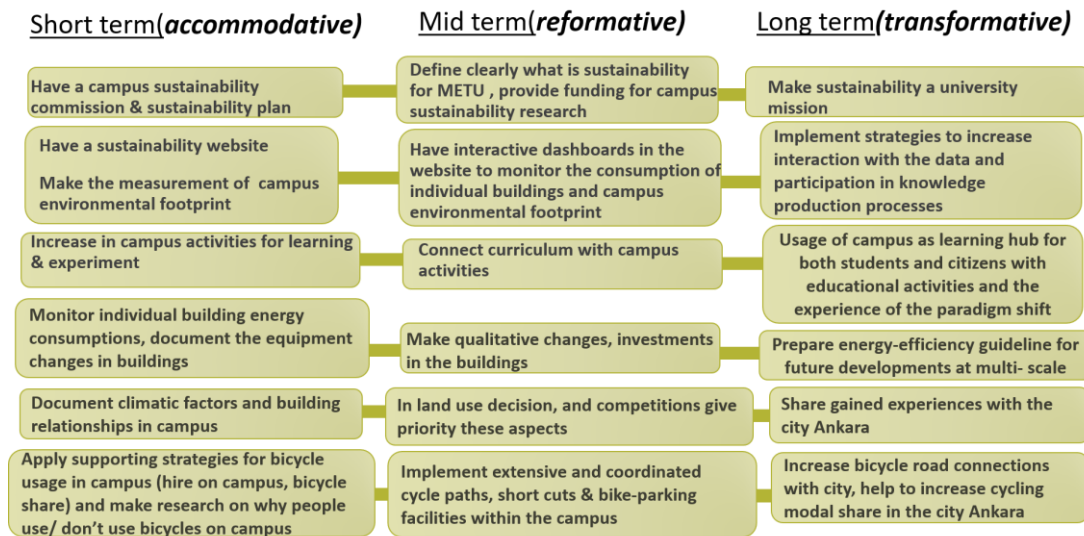 Short term(accommodative)
Mid term(reformative)
Long term(transformative)
Have a campus sustainability
commission & sustainability plan
Define clearly what is sustainability
for METU , provide funding for campus
sustainability research
Make sustainability a university
mission
Have a sustainability website
Make the measurement of campus
environmental footprint
Have interactive dashboards in the
website to monitor the consumption of
individual buildings and campus
environmental footprint
Implement strategies to increase
interaction with the data and
participation in knowledge
production processes
Increase in campus activities for learning
& experiment
Connect curriculum with campus
activities
Usage of campus as learning hub for
both students and citizens with
educational activities and the
experience of the paradigm shift
Monitor individual building energy
consumptions, document the equipment
changes in buildings
Make qualitative changes, investments
in the buildings
Prepare energy-efficiency guideline for
future developments at multi- scale
Document climatic factors and building
relationships in campus
In land use decision, and competitions give
priority these aspects
Share gained experiences with the
city Ankara
Apply supporting strategies for bicycle
usage in campus (hire on campus, bicycle
share) and make research on why people
use/ don't use bicycles on campus
Implement extensive and coordinated
cycle paths, short cuts & bike-parking
facilities within the campus
Increase bicycle road connections
with city, help to increase cycling
modal share in the city Ankara